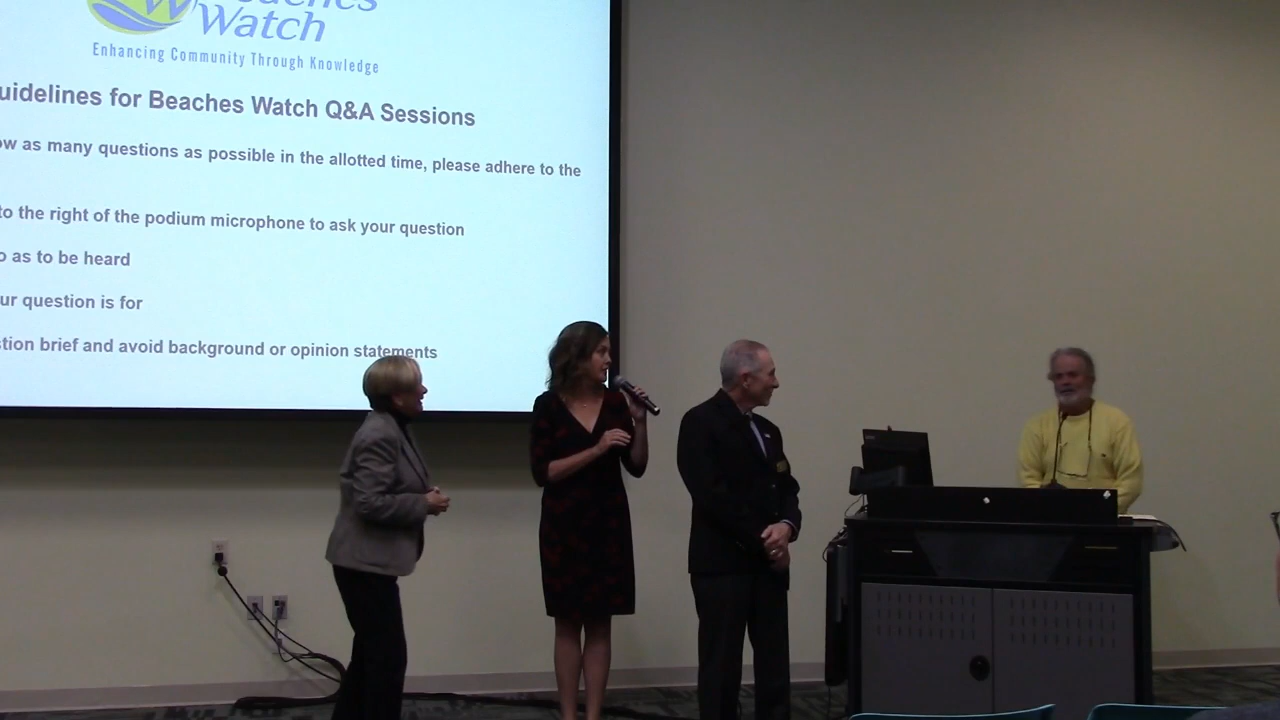 Watch
Enhancing Community Through Knowledge
uidelines for Beaches Watch Q&A Sessions
ow as many questions as possible in the allotted time, please adhere to the
to the right of the podium microphone to ask your question
o as to be heard
ur question is for
stion brief and avoid background or opinion statements